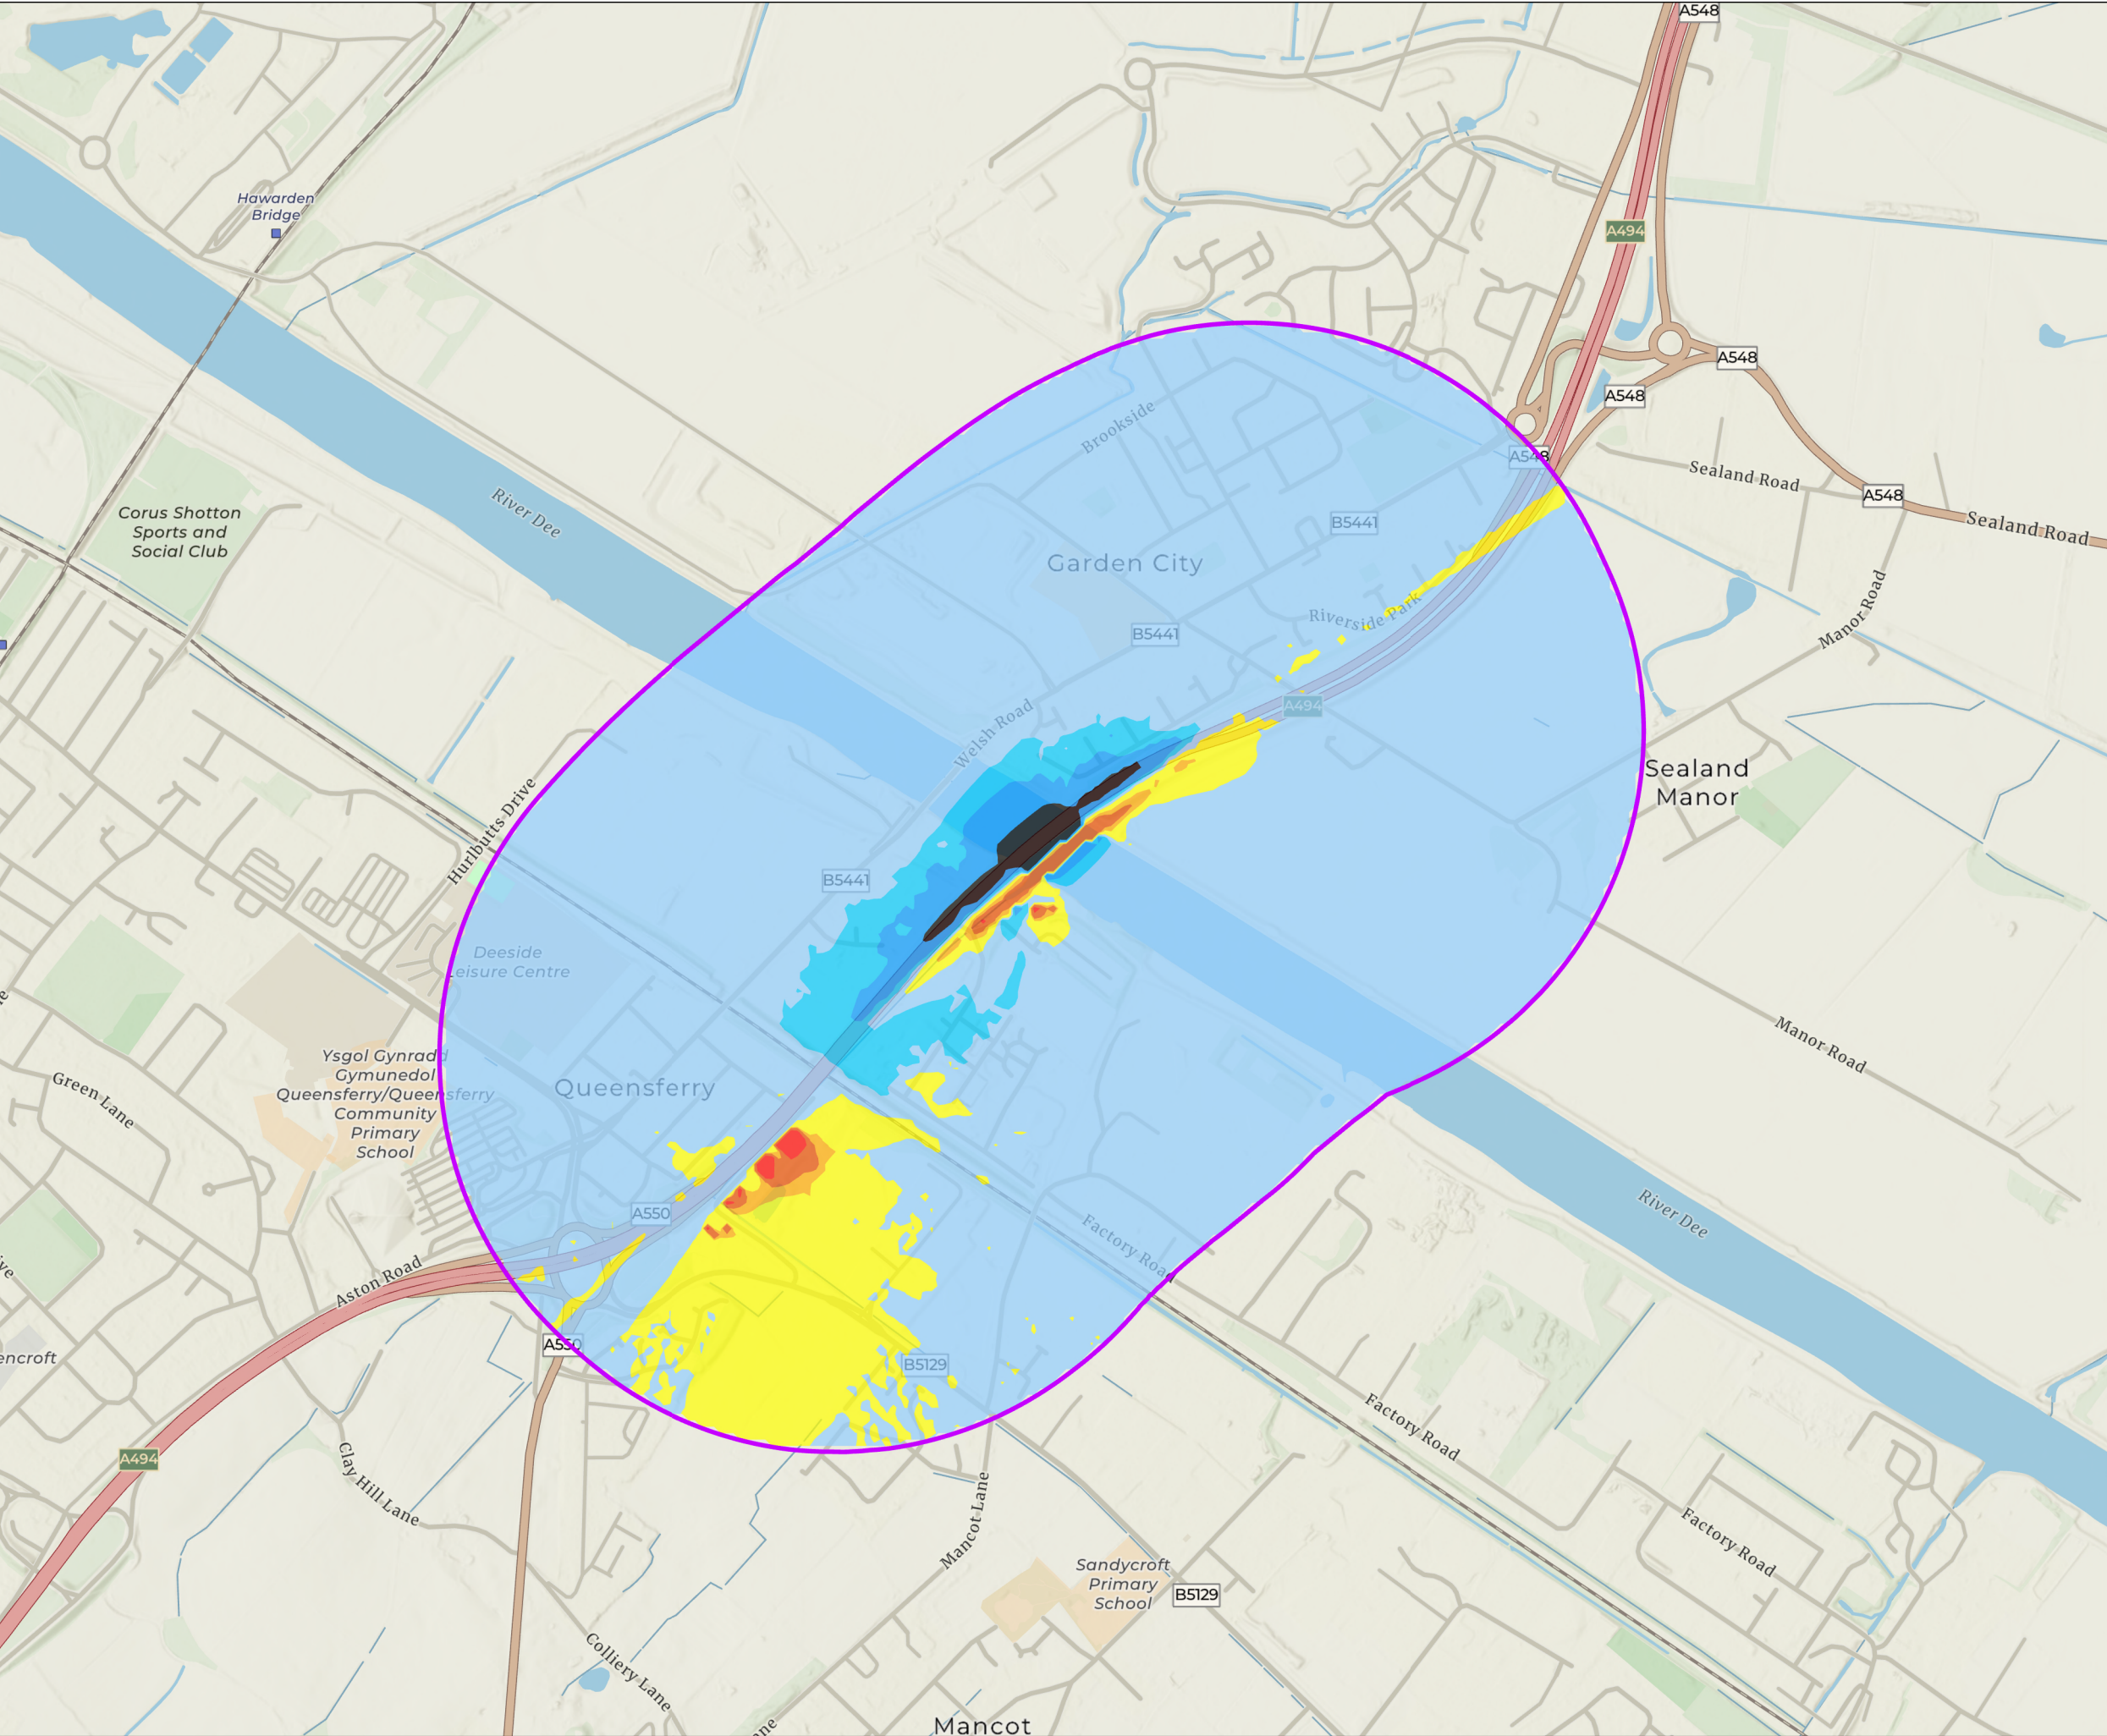 A548
Hawarden
Bridge
A494
A548
A548
Brookside
A548
Sealand Road
A548
Sealand Road
River Dee
Corus Shotton
Sports and
Social Club
B5441
Garden City
Riverside Park
Manor Road
B5441
A494
Welsh Road
Sealand
Manor
Hurlbutts Drive
B5441
Deeside
Leisure Centre
Manor Road
Ysgol Gynradd
Gymunedol
Queensferry/Queensferry
Community
Primary
School
Green Lane
Queensferry
A550
River Dee
Factory Road
Aston Road
A550
encroft
B5129
Factory Road
A494
Clay Hill Lane
Mancot Lane
Factory Road
Sandycroft
Primary
School
B5129
Colliery Lane
Mancot